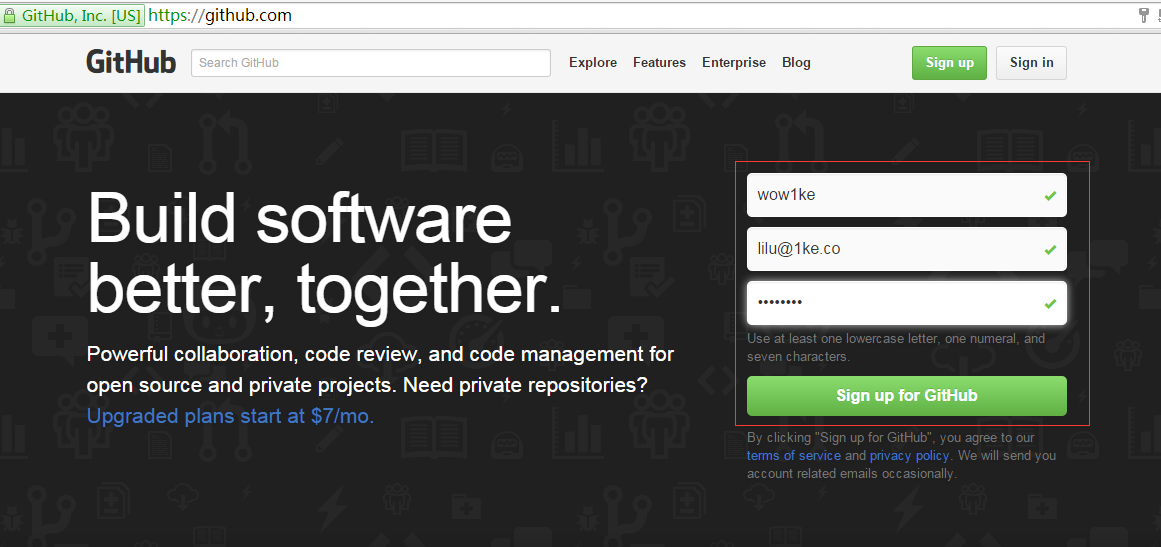 GitHub, Inc. [US] https://github.com
GitHub Search GitHub Explore Features Enterprise Blog Sign up Sign in
Build software
better, together.
Powerful collaboration, code review, and code management for
open source and private projects. Need private repositories?
Upgraded plans start at $7/mo.
wow1ke
lilu@1ke.co
••••••••
Use at least one lowercase letter, one numeral, and
seven characters.
Sign up for GitHub
By clicking "Sign up for GitHub", you agree to our
terms of service and privacy policy. We will send you
account related emails occasionally.